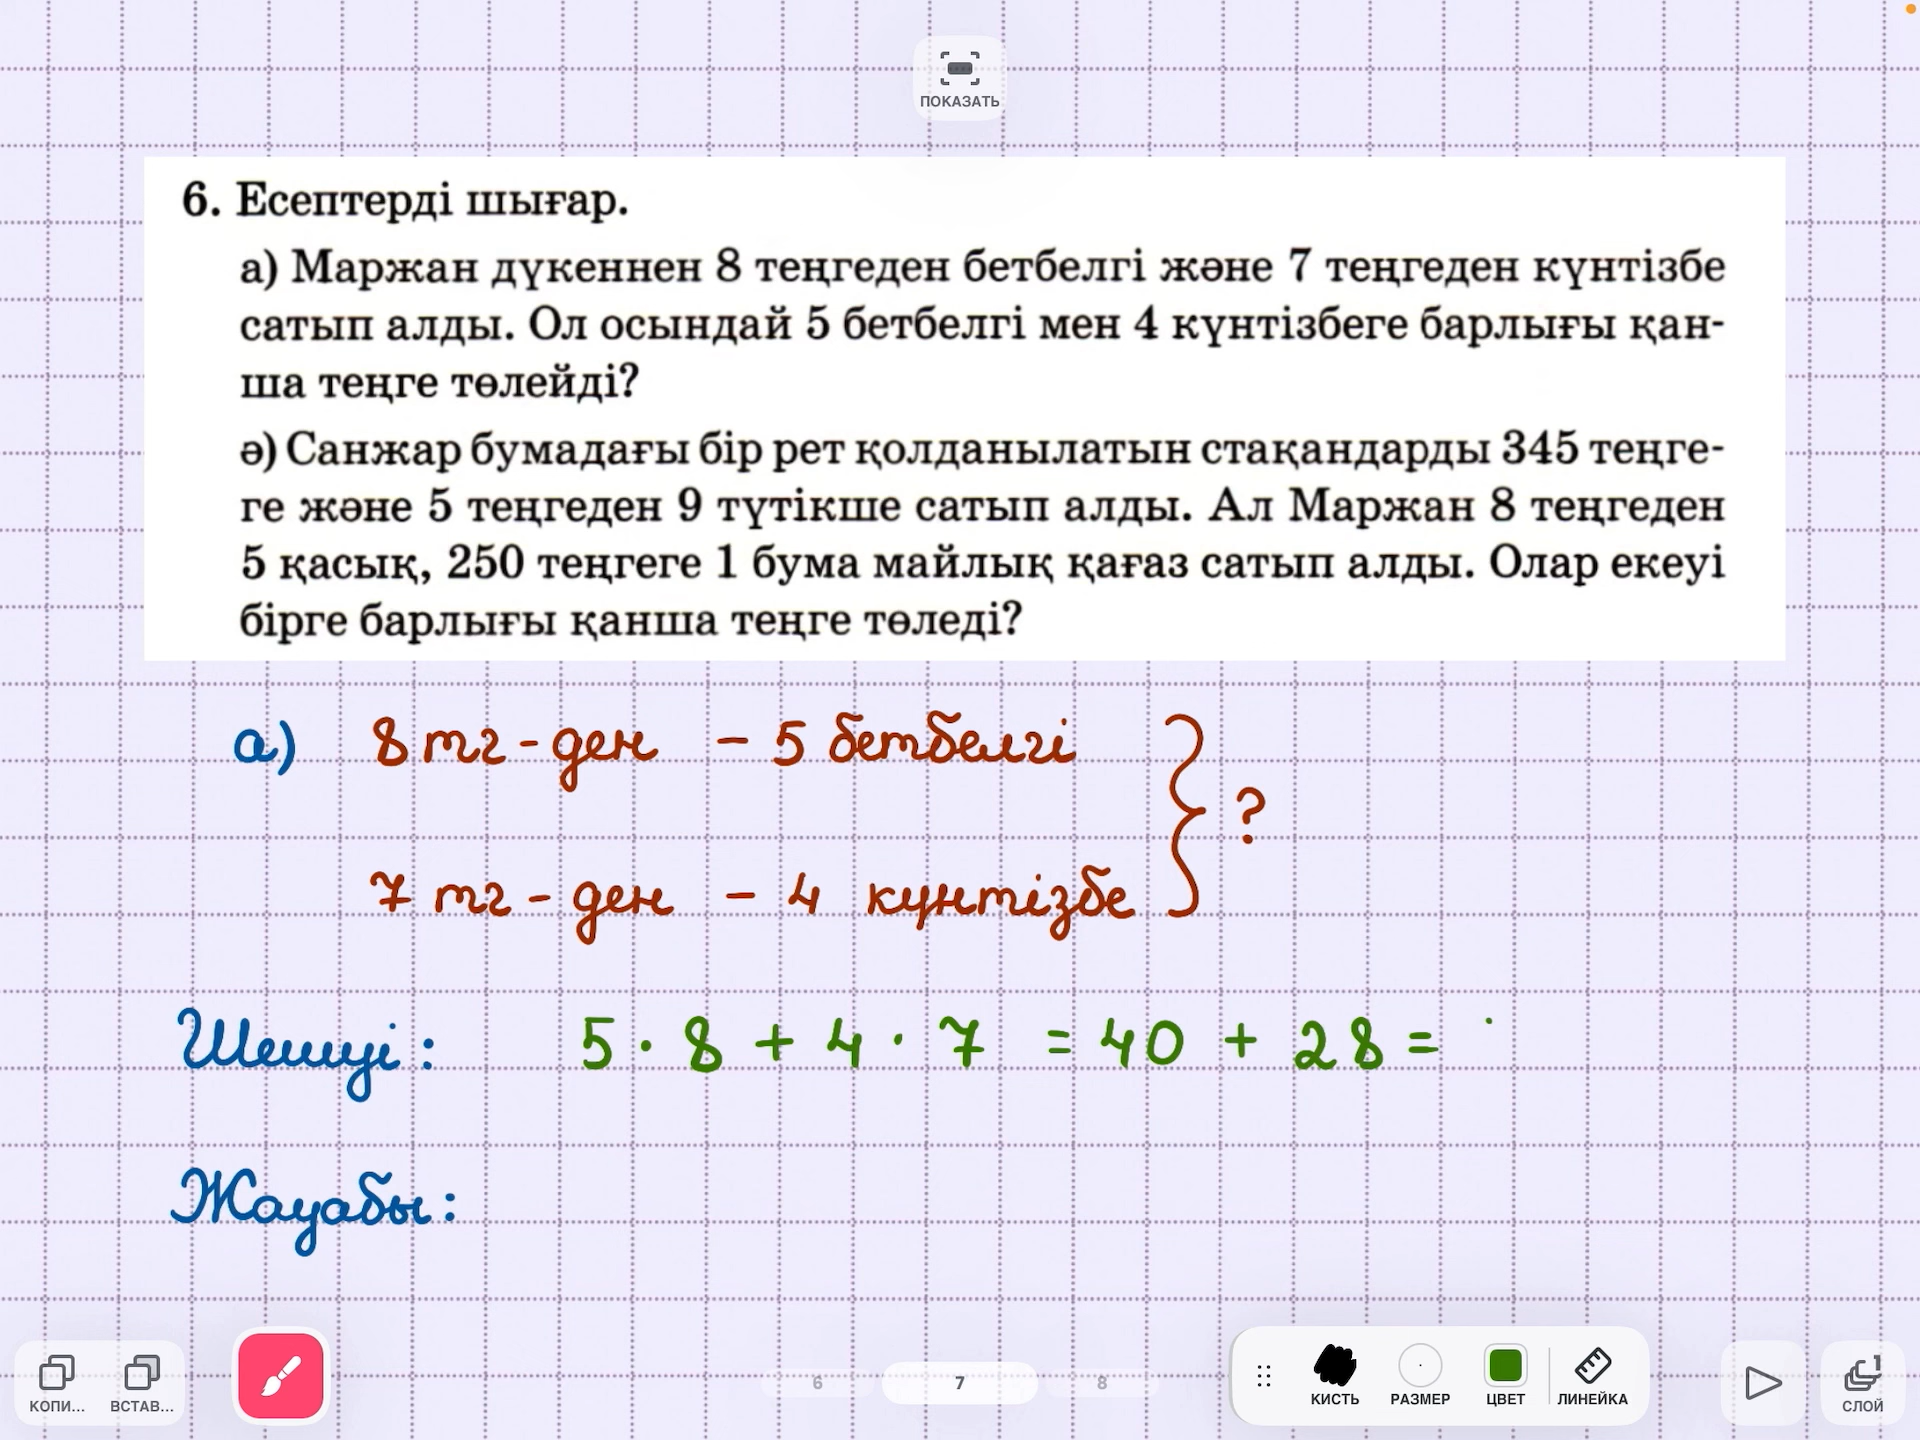 ПОКАЗАТЬ
6. Есептерді шығар.
а) Маржан дүкеннен 8 теңгеден бетбелгі және 7 теңгеден күнтізбе
сатып алды. Ол осындай 5 бетбелгі мен 4 күнтізбеге барлығы қан-
ша теңге төлейді?
ә) Санжар бумадағы бір рет қолданылатын стақандарды 345 теңге-
ге және 5 теңгеден 9 түтікше сатып алды. Ал Маржан 8 теңгеден
5 қасық, 250 теңгеге 1 бума майлық қағаз сатып алды. Олар екеуі
бірге барлығы қанша теңге төледі?
а) 8 тг - ден - 5 бетбелгі
?
7 тг - ден - 4 күнтізбе
Шешуі: 5 · 8 + 4 · 7 = 40 + 28 =
Жауабы:
КОПИ... ВСТАВ... 6 7 8 КИСТЬ РАЗМЕР ЦВЕТ ЛИНЕЙКА 1 СЛОЙ